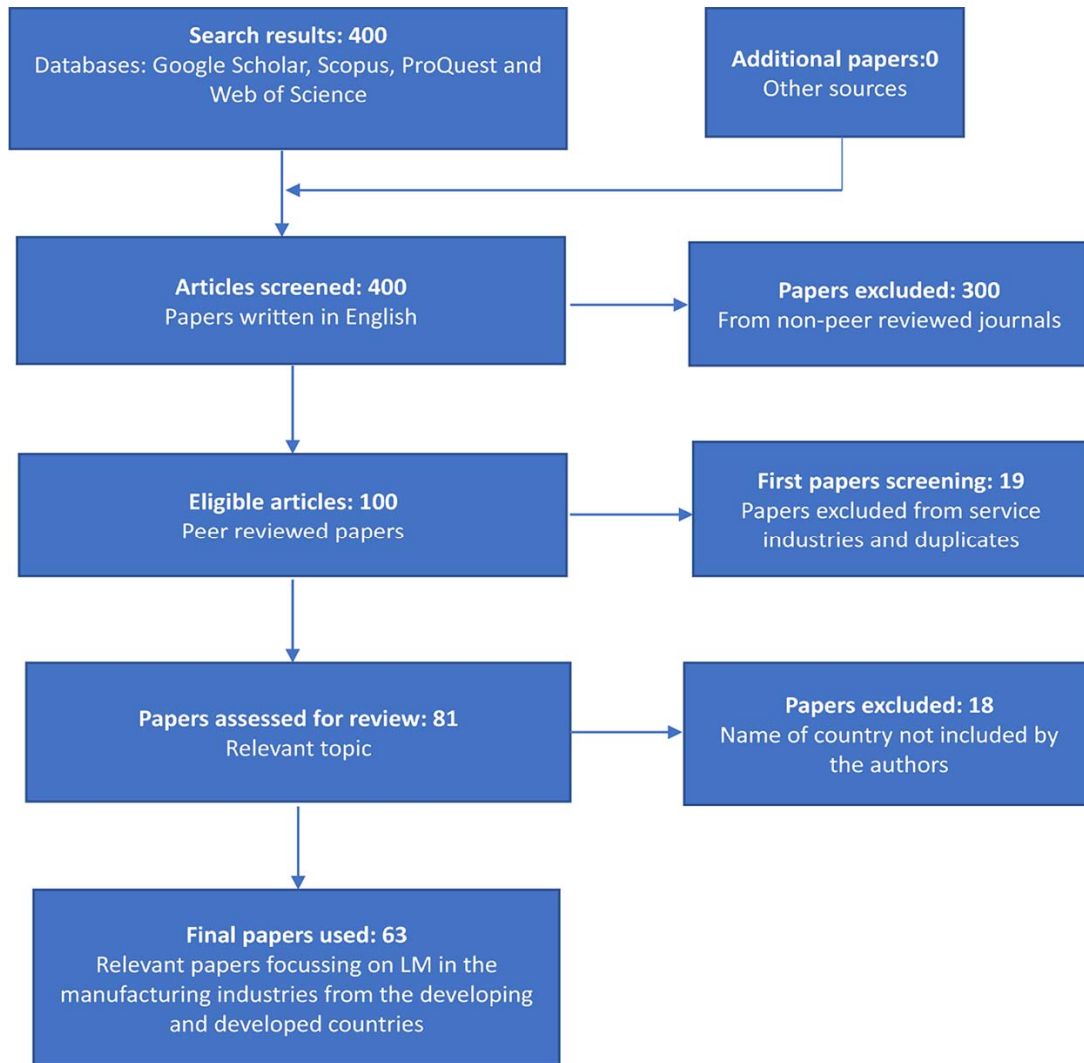 Search results: 400
Databases: Google Scholar, Scopus, ProQuest and
Web of Science
Additional papers:0
Other sources
Articles screened: 400
Papers written in English
Papers excluded: 300
From non-peer reviewed journals
Eligible articles: 100
Peer reviewed papers
First papers screening: 19
Papers excluded from service
industries and duplicates
Papers assessed for review: 81
Relevant topic
Papers excluded: 18
Name of country not included by
the authors
Final papers used: 63
Relevant papers focussing on LM in the
manufacturing industries from the developing
and developed countries